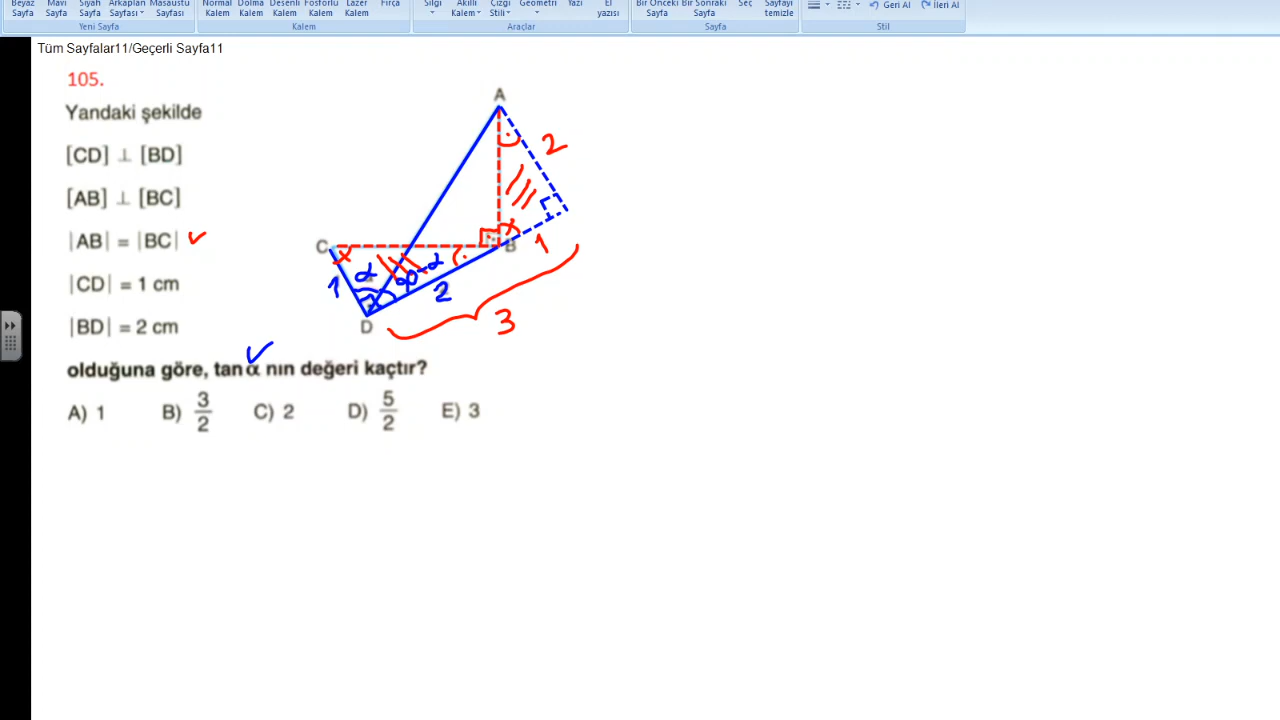 Beyaz Sayfa
Mavi Sayfa
Siyah Sayfa
Arkaplan Sayfası
Masaüstü Sayfası
Normal Kalem
Dolma Kalem
Desenli Kalem
Fosforlu Kalem
Lazer Kalem
Fırça
Silgi
Akıllı Kalem
Çizgi Stili
Geometri
Yazı
El yazısı
Bir Önceki Sayfa
Bir Sonraki Sayfa
Seç
Sayfayı temizle
Geri Al
İleri Al
Yeni Sayfa
Kalem
Araçlar
Sayfa
Stil
Tüm Sayfalar11/Geçerli Sayfa11
105.
Yandaki şekilde
[CD] ⊥ [BD]
[AB] ⊥ [BC]
|AB| = |BC| ✓
|CD| = 1 cm
|BD| = 2 cm
olduğuna göre, tan α nın değeri kaçtır?
A) 1 B) 3/2 C) 2 D) 5/2 E) 3
A
2
C
x
x
B
1
α
90-α
1
2
D
3